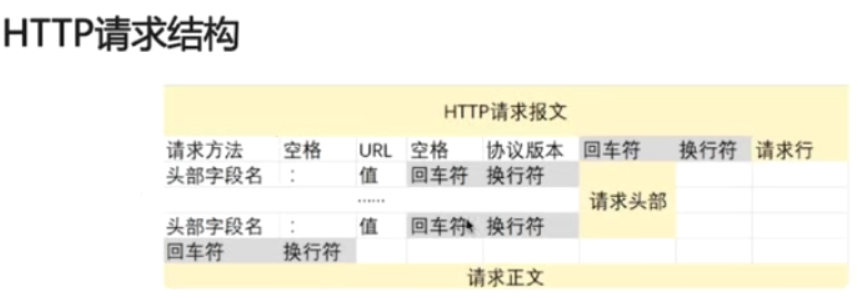 HTTP请求结构
HTTP请求报文
请求方法 空格 URL 空格 协议版本 回车符 换行符 请求行
头部字段名 : 值 回车符 换行符
......
请求头部
头部字段名 : 值 回车符 换行符
回车符 换行符
请求正文